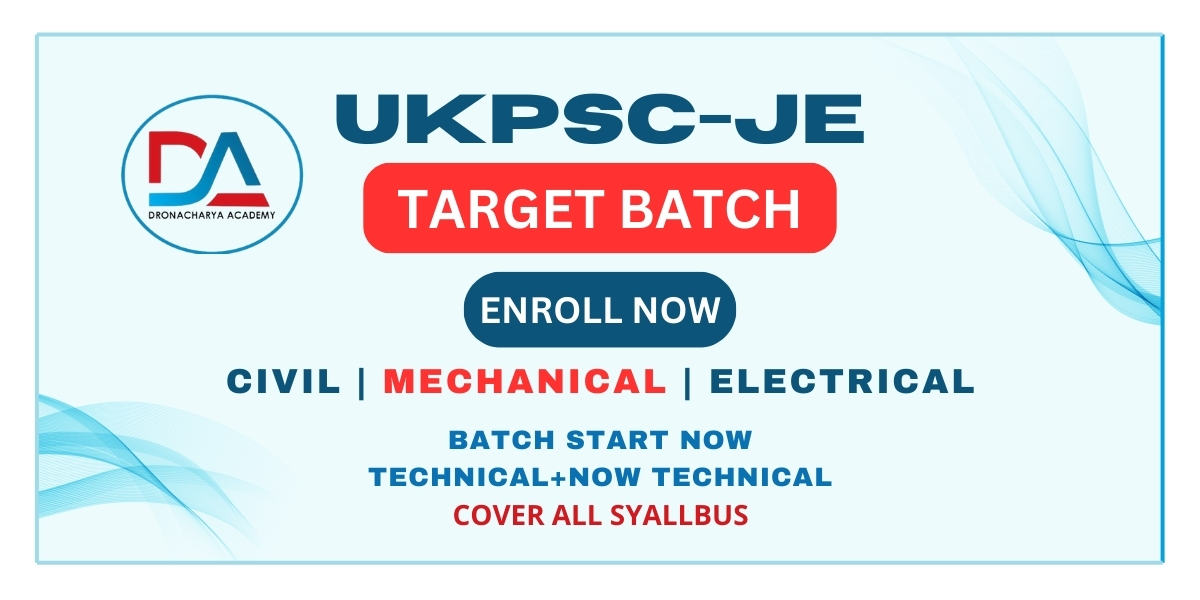 UKPSC-JE
DA
DRONACHARYA ACADEMY
TARGET BATCH
ENROLL NOW
CIVIL | MECHANICAL | ELECTRICAL
BATCH START NOW
TECHNICAL+NOW TECHNICAL
COVER ALL SYALLBUS